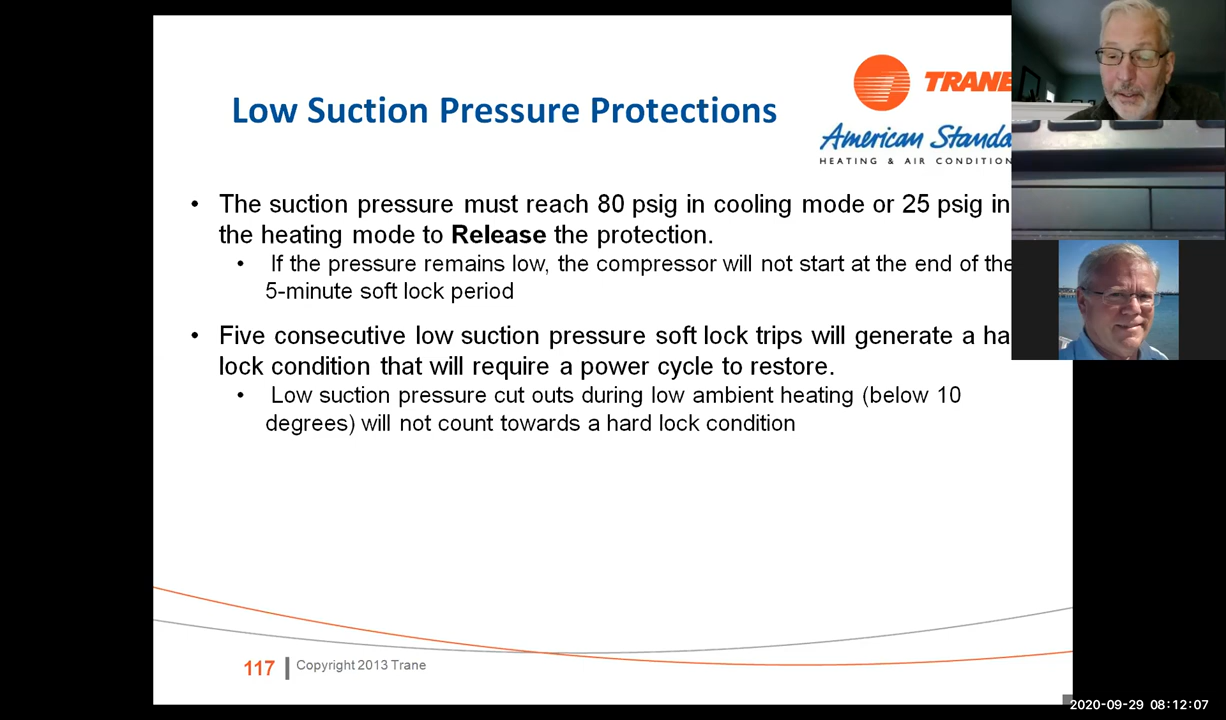 Low Suction Pressure Protections
TRANE
American Standa
HEATING & AIR CONDITION
• The suction pressure must reach 80 psig in cooling mode or 25 psig in
the heating mode to Release the protection.
• If the pressure remains low, the compressor will not start at the end of the
5-minute soft lock period
• Five consecutive low suction pressure soft lock trips will generate a ha
lock condition that will require a power cycle to restore.
• Low suction pressure cut outs during low ambient heating (below 10
degrees) will not count towards a hard lock condition
117 | Copyright 2013 Trane
2020-09-29 08:12:07